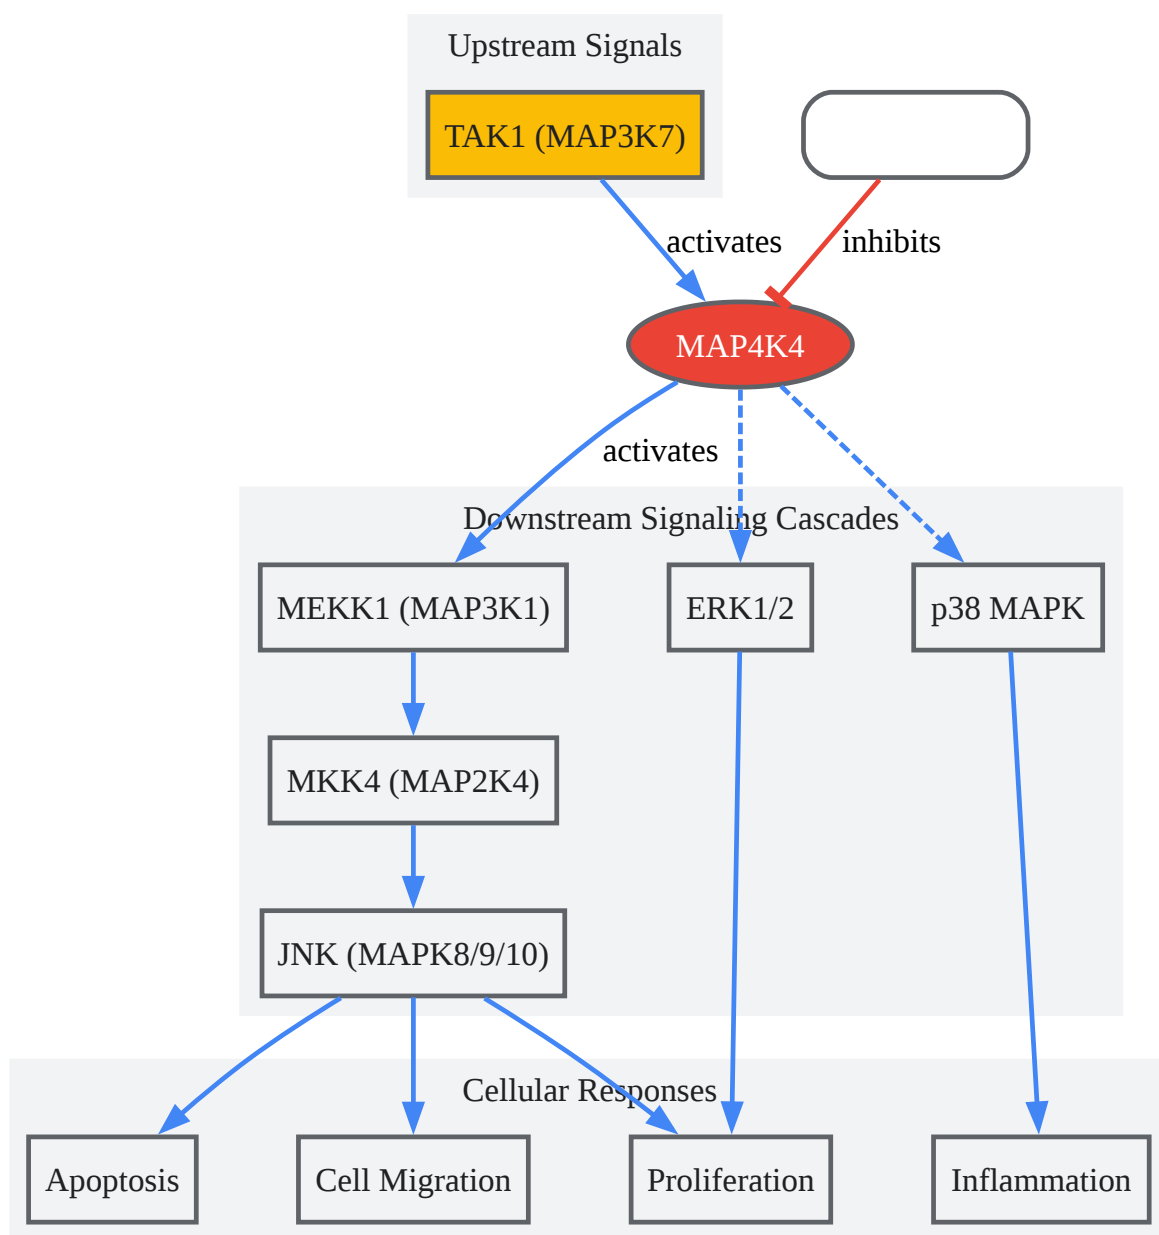 Upstream Signals
TAK1 (MAP3K7)
activates
inhibits
MAP4K4
activates
Downstream Signaling Cascades
MEKK1 (MAP3K1)
ERK1/2
p38 MAPK
MKK4 (MAP2K4)
JNK (MAPK8/9/10)
Cellular Responses
Apoptosis
Cell Migration
Proliferation
Inflammation